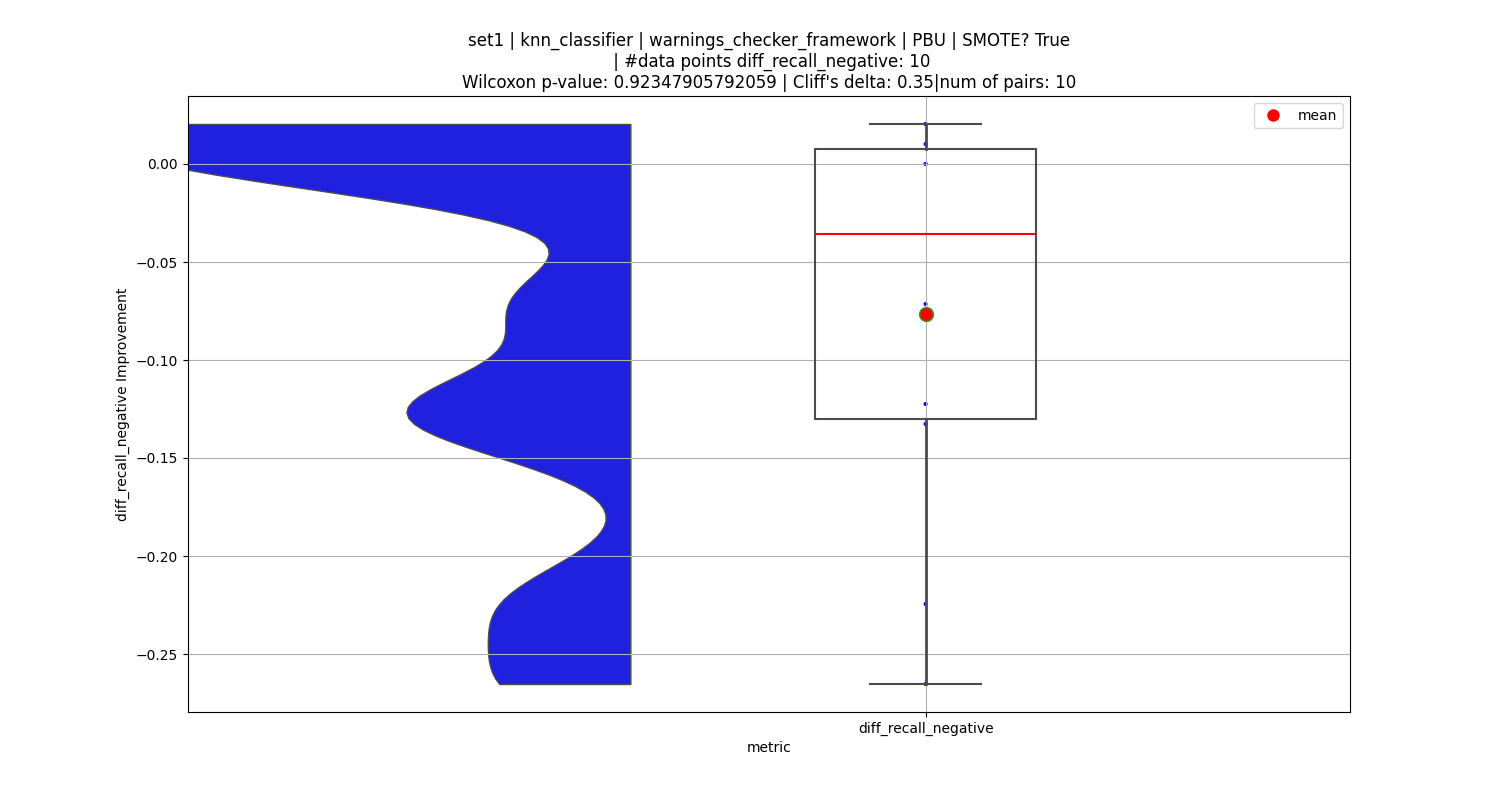 set1 | knn_classifier | warnings_checker_framework | PBU | SMOTE? True
| #data points diff_recall_negative: 10
Wilcoxon p-value: 0.92347905792059 | Cliff's delta: 0.35|num of pairs: 10
mean
0.00
−0.05
−0.10
−0.15
−0.20
−0.25
diff_recall_negative Improvement
diff_recall_negative
metric